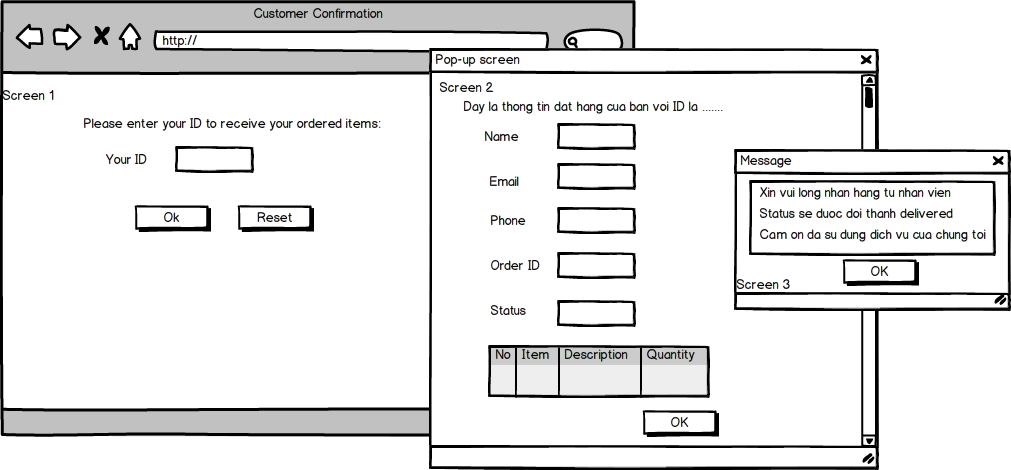 Customer Confirmation
http://
Screen 1
Please enter your ID to receive your ordered items:
Your ID
Ok
Reset
Pop-up screen
Screen 2
Day la thong tin dat hang cua ban voi ID la .......
Name
Email
Phone
Order ID
Status
No Item Description Quantity
OK
Message
Xin vui long nhan hang tu nhan vien
Status se duoc doi thanh delivered
Cam on da su dung dich vu cua chung toi
OK
Screen 3